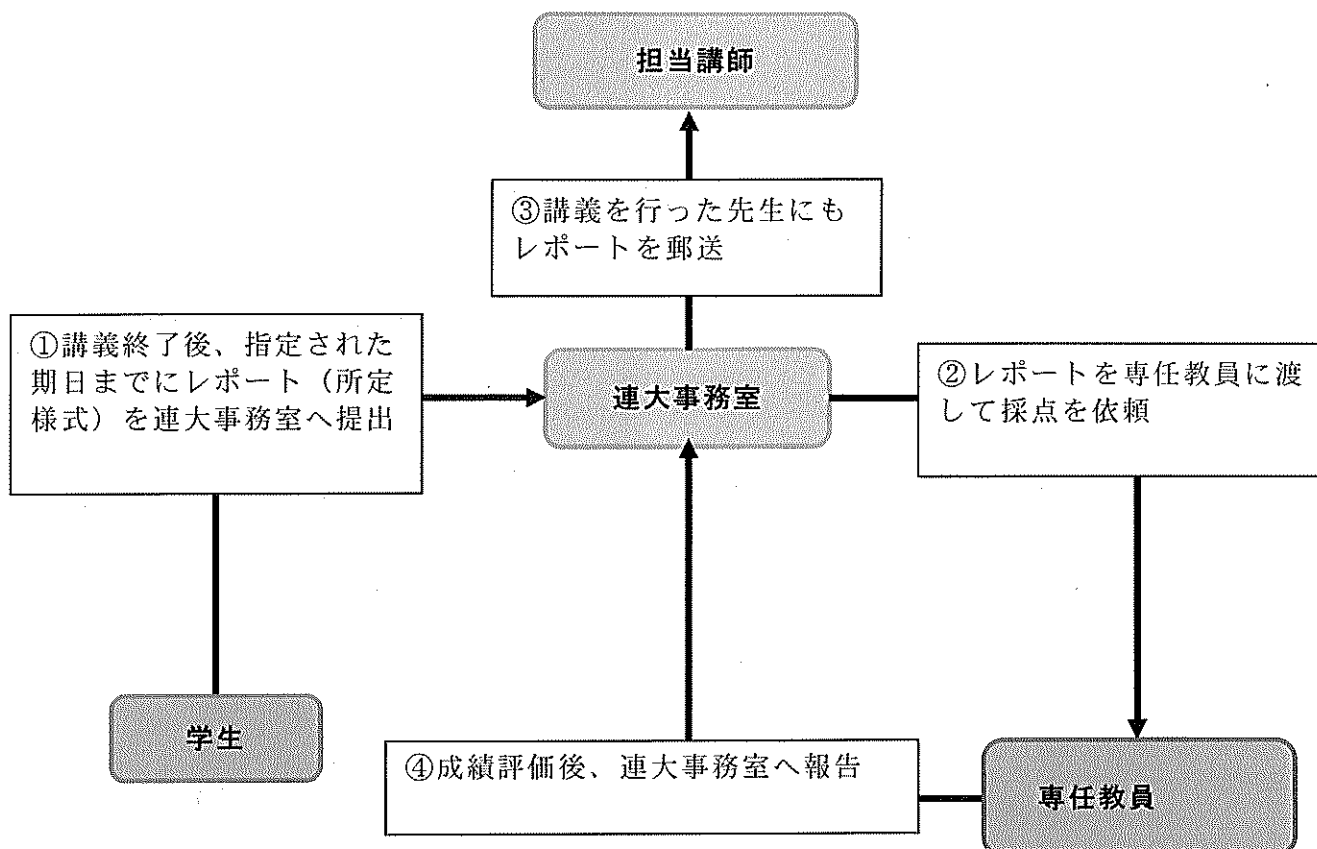 担当講師
③講義を行った先生にも
レポートを郵送
①講義終了後、指定された
期日までにレポート（所定
様式）を連大事務室へ提出
連大事務室
②レポートを専任教員に渡
して採点を依頼
学生
④成績評価後、連大事務室へ報告
専任教員